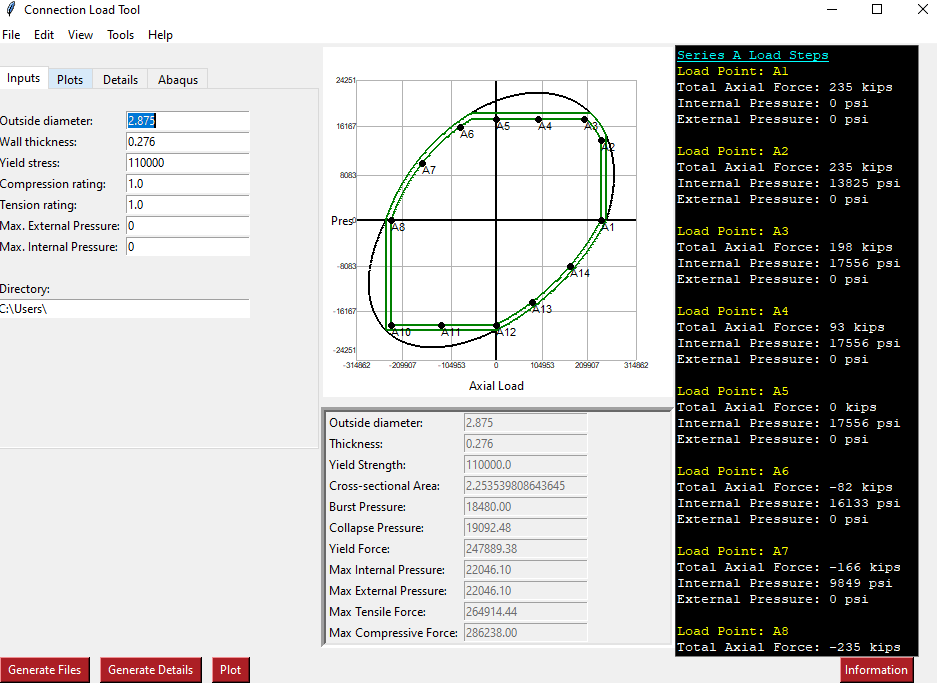 Connection Load Tool
File Edit View Tools Help
Inputs Plots Details Abaqus
Outside diameter: 2.875
Wall thickness: 0.276
Yield stress: 110000
Compression rating: 1.0
Tension rating: 1.0
Max. External Pressure: 0
Max. Internal Pressure: 0
Directory:
C:\Users\
24251
16167
8083
Pres 0
-8083
-16167
-24251
-314862 -209907 -104953 0 104953 209907 314862
Axial Load
A6 A5 A4 A3
A2
A7
A8 A1
A14
A13
A10 A11 A12
Outside diameter: 2.875
Thickness: 0.276
Yield Strength: 110000.0
Cross-sectional Area: 2.253539808643645
Burst Pressure: 18480.00
Collapse Pressure: 19092.48
Yield Force: 247889.38
Max Internal Pressure: 22046.10
Max External Pressure: 22046.10
Max Tensile Force: 264914.44
Max Compressive Force: 286238.00
Series A Load Steps
Load Point: A1
Total Axial Force: 235 kips
Internal Pressure: 0 psi
External Pressure: 0 psi
Load Point: A2
Total Axial Force: 235 kips
Internal Pressure: 13825 psi
External Pressure: 0 psi
Load Point: A3
Total Axial Force: 198 kips
Internal Pressure: 17556 psi
External Pressure: 0 psi
Load Point: A4
Total Axial Force: 93 kips
Internal Pressure: 17556 psi
External Pressure: 0 psi
Load Point: A5
Total Axial Force: 0 kips
Internal Pressure: 17556 psi
External Pressure: 0 psi
Load Point: A6
Total Axial Force: -82 kips
Internal Pressure: 16133 psi
External Pressure: 0 psi
Load Point: A7
Total Axial Force: -166 kips
Internal Pressure: 9849 psi
External Pressure: 0 psi
Load Point: A8
Total Axial Force: -235 kips
Generate Files Generate Details Plot Information